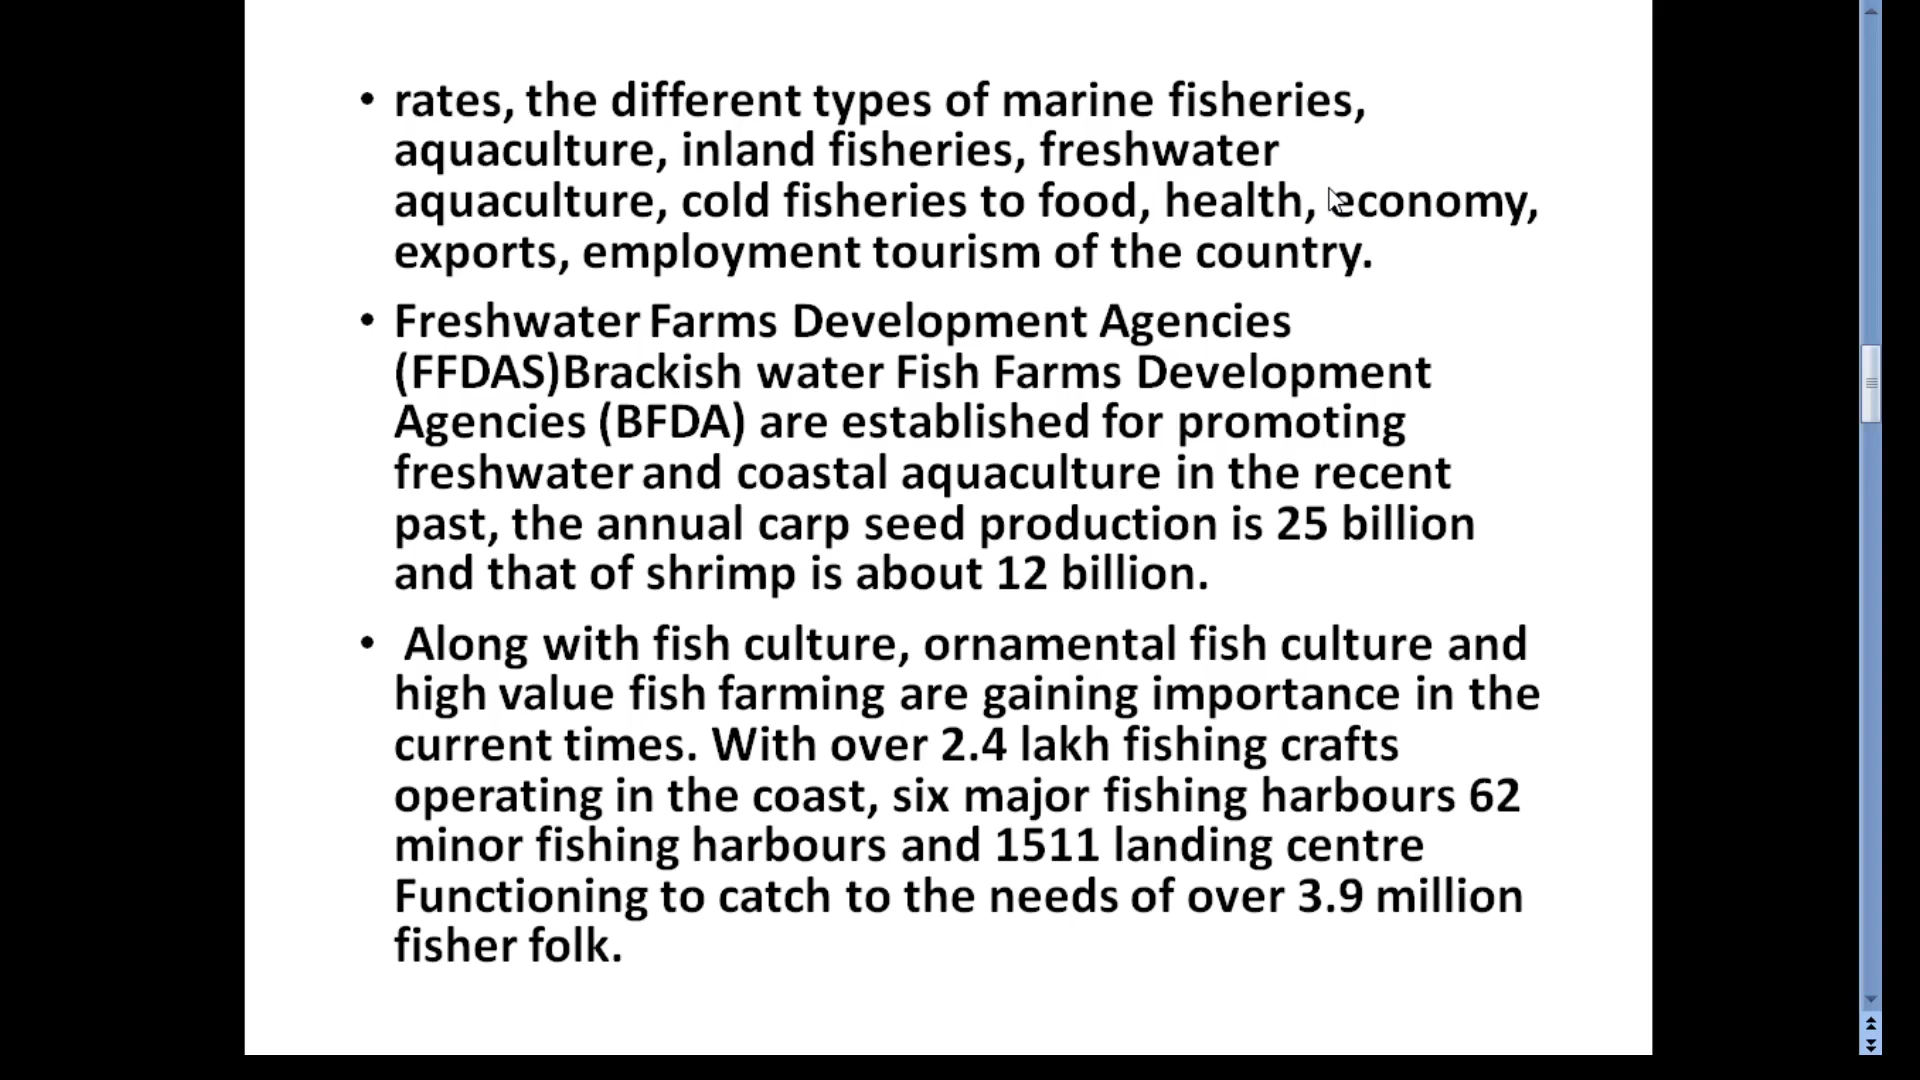 • rates, the different types of marine fisheries,
aquaculture, inland fisheries, freshwater
aquaculture, cold fisheries to food, health, economy,
exports, employment tourism of the country.
• Freshwater Farms Development Agencies
(FFDAS)Brackish water Fish Farms Development
Agencies (BFDA) are established for promoting
freshwater and coastal aquaculture in the recent
past, the annual carp seed production is 25 billion
and that of shrimp is about 12 billion.
• Along with fish culture, ornamental fish culture and
high value fish farming are gaining importance in the
current times. With over 2.4 lakh fishing crafts
operating in the coast, six major fishing harbours 62
minor fishing harbours and 1511 landing centre
Functioning to catch to the needs of over 3.9 million
fisher folk.